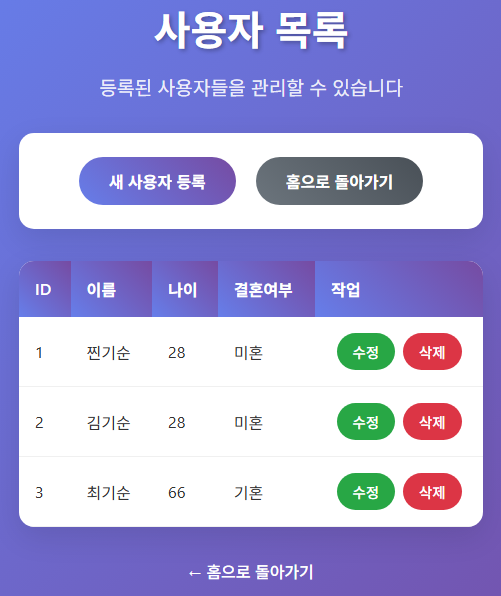 사용자 목록
등록된 사용자들을 관리할 수 있습니다
새 사용자 등록 홈으로 돌아가기
ID 이름 나이 결혼여부 작업
1 찐기순 28 미혼 수정 삭제
2 김기순 28 미혼 수정 삭제
3 최기순 66 기혼 수정 삭제
← 홈으로 돌아가기